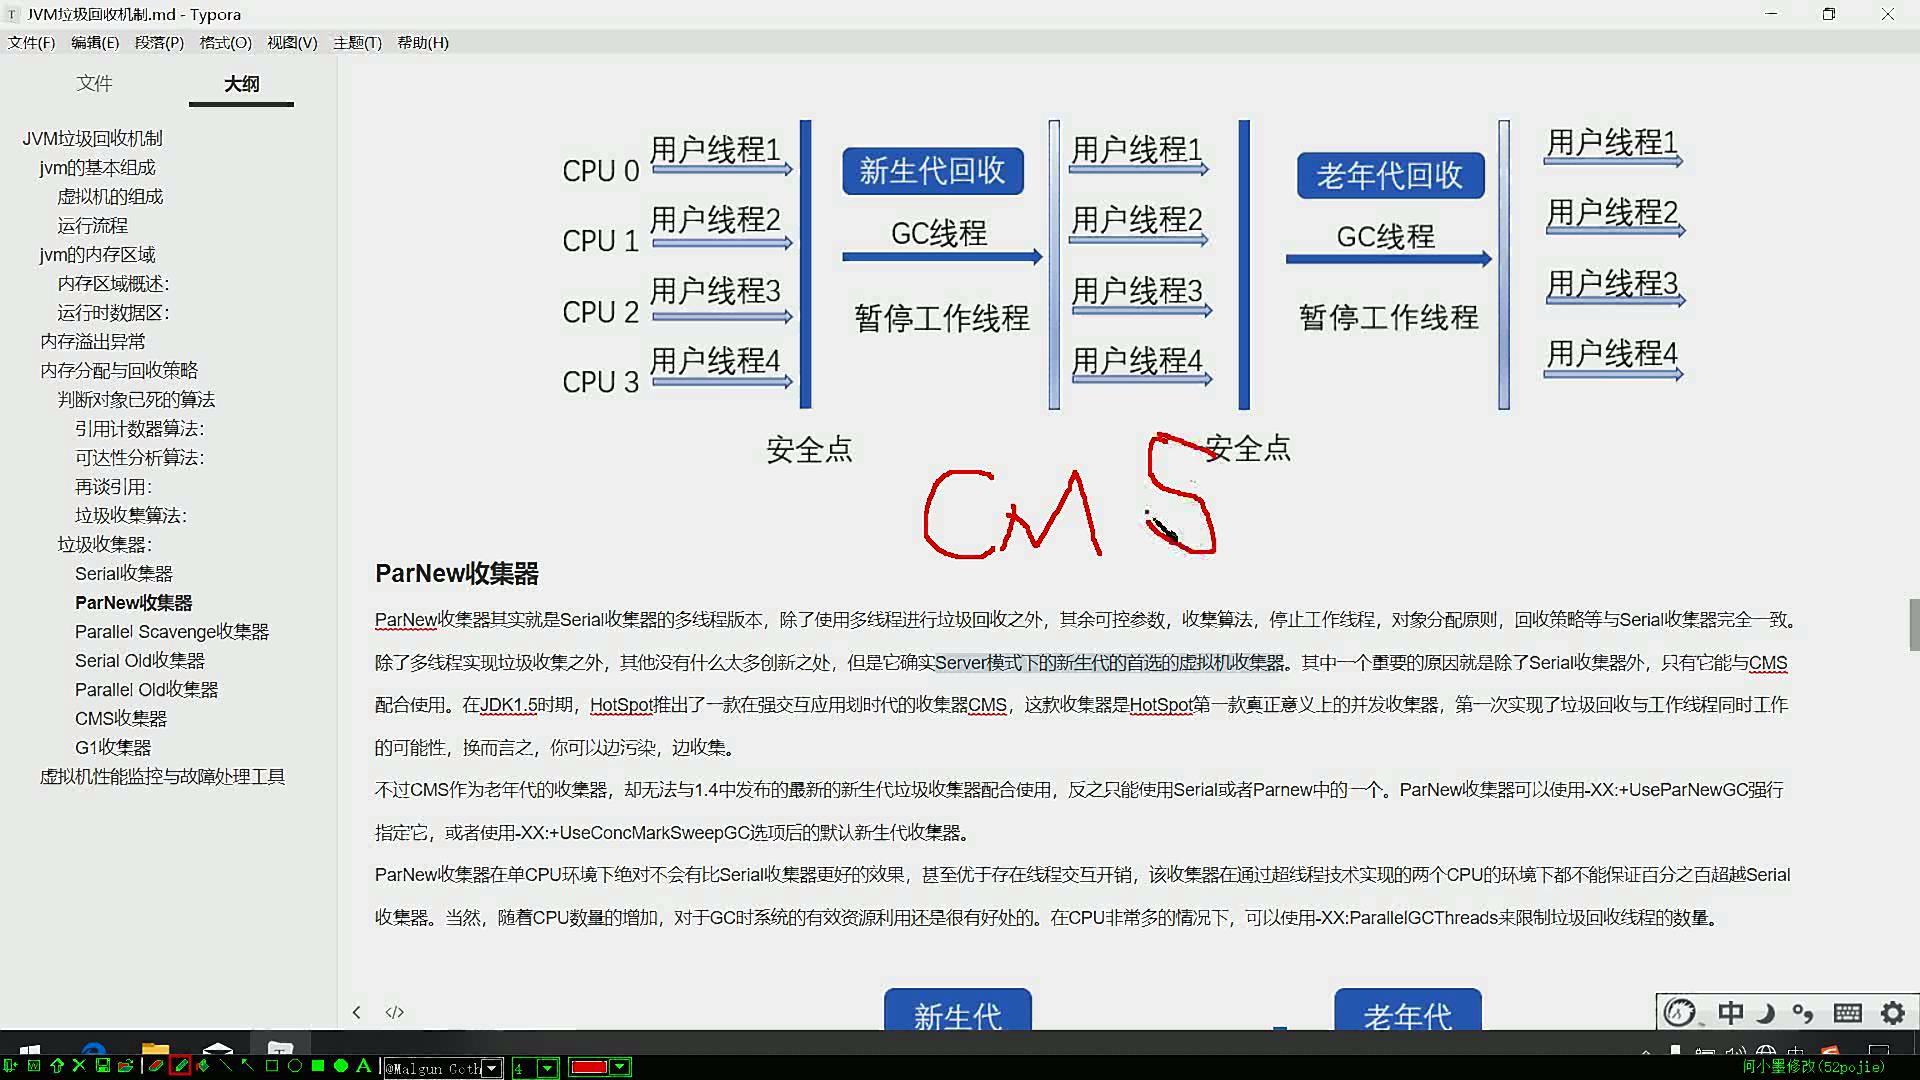 JVM垃圾回收机制.md - Typora
文件(F) 编辑(E) 段落(P) 格式(O) 视图(V) 主题(T) 帮助(H)
文件 大纲
JVM垃圾回收机制
jvm的基本组成
虚拟机的组成
运行流程
jvm的内存区域
内存区域概述：
运行时数据区：
内存溢出异常
内存分配与回收策略
判断对象已死的算法
引用计数器算法：
可达性分析算法：
再谈引用：
垃圾收集算法：
垃圾收集器：
Serial收集器
ParNew收集器
Parallel Scavenge收集器
Serial Old收集器
Parallel Old收集器
CMS收集器
G1收集器
虚拟机性能监控与故障处理工具
CPU 0 用户线程1 新生代回收 用户线程1 老年代回收 用户线程1
CPU 1 用户线程2 GC线程 用户线程2 GC线程 用户线程2
CPU 2 用户线程3 暂停工作线程 用户线程3 暂停工作线程 用户线程3
CPU 3 用户线程4 用户线程4 用户线程4
安全点 安全点
CMS
ParNew收集器
ParNew收集器其实就是Serial收集器的多线程版本，除了使用多线程进行垃圾回收之外，其余可控参数，收集算法，停止工作线程，对象分配原则，回收策略等与Serial收集器完全一致。
除了多线程实现垃圾收集之外，其他没有什么太多创新之处，但是它确实Server模式下的新生代的首选的虚拟机收集器。其中一个重要的原因就是除了Serial收集器外，只有它能与CMS
配合使用。在JDK1.5时期，HotSpot推出了一款在强交互应用划时代的收集器CMS，这款收集器是HotSpot第一款真正意义上的并发收集器，第一次实现了垃圾回收与工作线程同时工作
的可能性，换而言之，你可以边污染，边收集。
不过CMS作为老年代的收集器，却无法与1.4中发布的最新的新生代垃圾收集器配合使用，反之只能使用Serial或者Parnew中的一个。ParNew收集器可以使用-XX:+UseParNewGC强行
指定它，或者使用-XX:+UseConcMarkSweepGC选项后的默认新生代收集器。
ParNew收集器在单CPU环境下绝对不会有比Serial收集器更好的效果，甚至优于存在线程交互开销，该收集器在通过超线程技术实现的两个CPU的环境下都不能保证百分之百超越Serial
收集器。当然，随着CPU数量的增加，对于GC时系统的有效资源利用还是很有好处的。在CPU非常多的情况下，可以使用-XX:ParallelGCThreads来限制垃圾回收线程的数量。
新生代 老年代
中
@Malgun Goth 4
何小墨修改(52pojie)